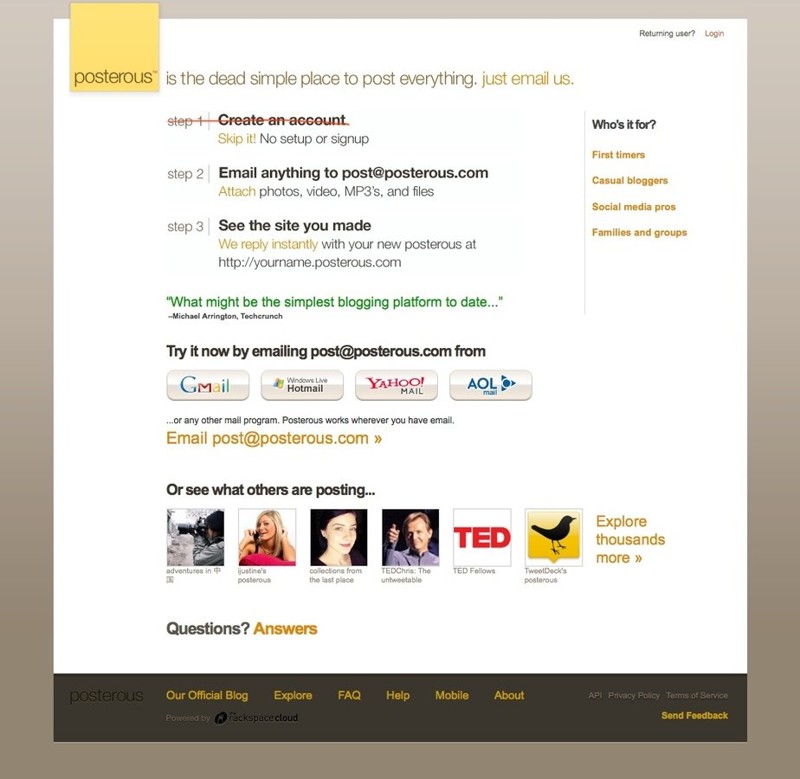 Returning user? Login
posterous™ is the dead simple place to post everything. just email us.
step 1 Create an account
Skip it! No setup or signup
step 2 Email anything to post@posterous.com
Attach photos, video, MP3's, and files
step 3 See the site you made
We reply instantly with your new posterous at
http://yourname.posterous.com
Who's it for?
First timers
Casual bloggers
Social media pros
Families and groups
"What might be the simplest blogging platform to date..."
--Michael Arrington, Techcrunch
Try it now by emailing post@posterous.com from
Gmail
Windows Live
Hotmail
YAHOO!
MAIL
AOL
mail
...or any other mail program. Posterous works wherever you have email.
Email post@posterous.com »
Or see what others are posting...
TED
adventures in 中
国
ijustine's
posterous
collections from
the last place
TEDChris: The
untweetable
TED Fellows
TweetDeck's
posterous
Explore
thousands
more »
Questions? Answers
posterous Our Official Blog Explore FAQ Help Mobile About API Privacy Policy Terms of Service
Powered by the rackspacecloud Send Feedback